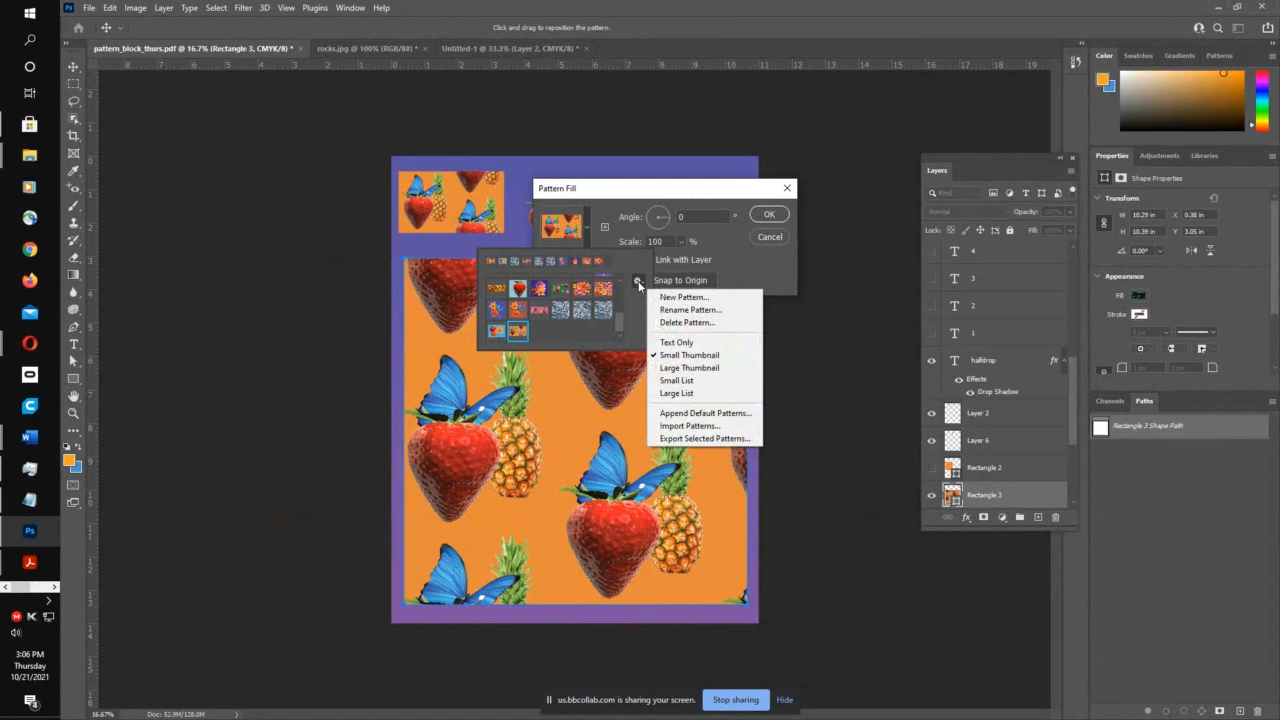 File Edit Image Layer Type Select Filter 3D View Plugins Window Help
Click and drag to reposition the pattern.
pattern_block_thurs.pdf @ 16.7% (Rectangle 3, CMYK/8) *
rocks.jpg @ 100% (RGB/8#) *
Untitled-1 @ 33.3% (Layer 2, CMYK/8) *
Color Swatches Gradients Patterns
Pattern Fill
Angle: 0 °
OK
Scale: 100 %
Cancel
Link with Layer
Snap to Origin
New Pattern...
Rename Pattern...
Delete Pattern...
Text Only
Small Thumbnail
Large Thumbnail
Small List
Large List
Append Default Patterns...
Import Patterns...
Export Selected Patterns...
Layers
Kind
Normal Opacity: 100%
Lock: Fill: 100%
4
3
2
1
halfdrop fx
Effects
Drop Shadow
Layer 2
Layer 6
Rectangle 2
Rectangle 3
Properties Adjustments Libraries
Shape Properties
Transform
W 10.29 in X 0.38 in
H 10.39 in Y 3.05 in
0.00°
Appearance
Fill
Stroke
Channels Paths
Rectangle 3 Shape Path
3:06 PM
Thursday
10/21/2021
16.67% Doc: 52.9M/128.0M
us.bbcollab.com is sharing your screen.
Stop sharing
Hide